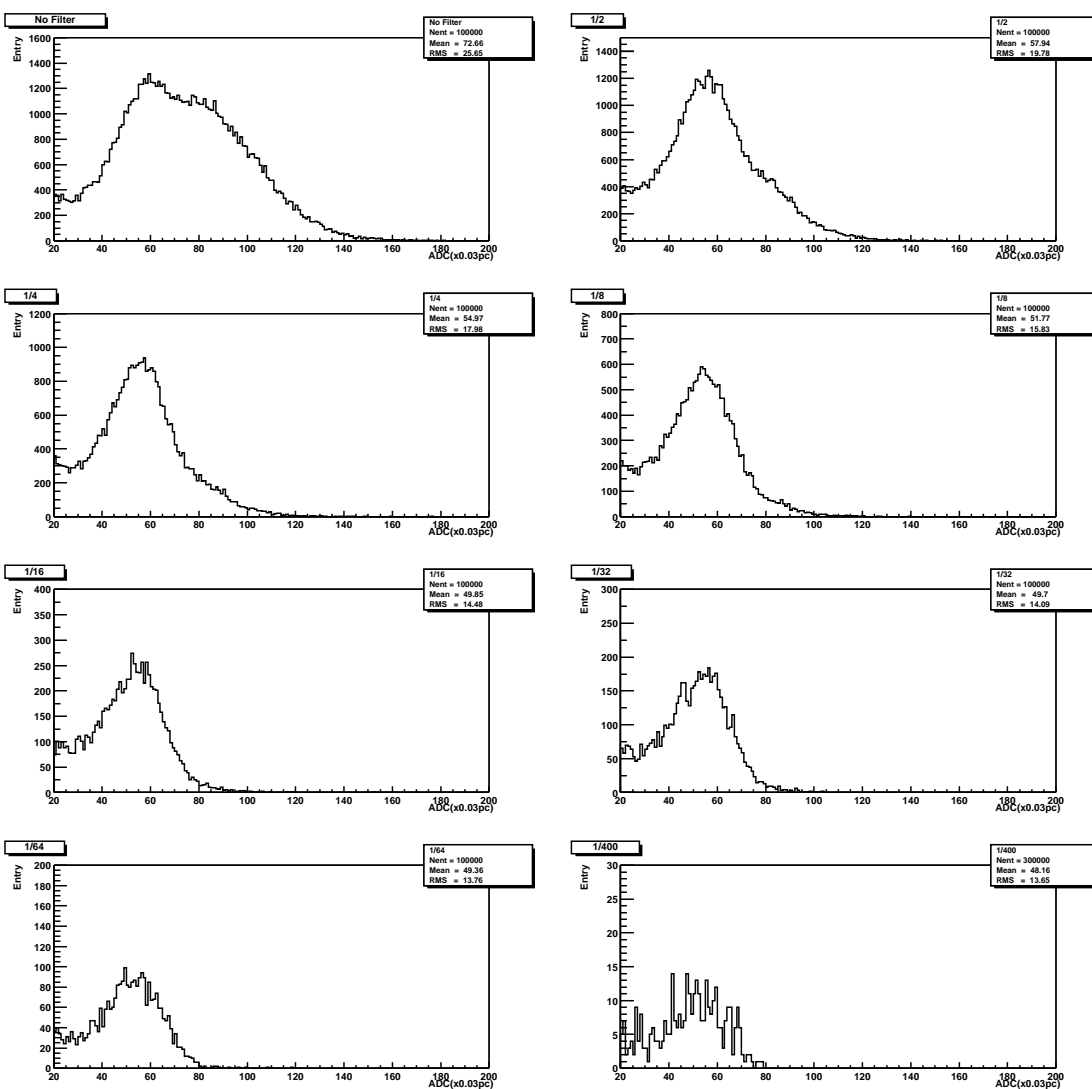 No Filter
No Filter
Nent = 100000
Mean = 72.66
RMS = 25.65
Entry
1600
1400
1200
1000
800
600
400
200
0
20 40 60 80 100 120 140 160 180 200
ADC(x0.03pc)
1/2
1/2
Nent = 100000
Mean = 57.94
RMS = 19.78
Entry
1400
1200
1000
800
600
400
200
0
20 40 60 80 100 120 140 160 180 200
ADC(x0.03pc)
1/4
1/4
Nent = 100000
Mean = 54.97
RMS = 17.98
Entry
1200
1000
800
600
400
200
0
20 40 60 80 100 120 140 160 180 200
ADC(x0.03pc)
1/8
1/8
Nent = 100000
Mean = 51.77
RMS = 15.83
Entry
800
700
600
500
400
300
200
100
0
20 40 60 80 100 120 140 160 180 200
ADC(x0.03pc)
1/16
1/16
Nent = 100000
Mean = 49.85
RMS = 14.48
Entry
400
350
300
250
200
150
100
50
0
20 40 60 80 100 120 140 160 180 200
ADC(x0.03pc)
1/32
1/32
Nent = 100000
Mean = 49.7
RMS = 14.09
Entry
300
250
200
150
100
50
0
20 40 60 80 100 120 140 160 180 200
ADC(x0.03pc)
1/64
1/64
Nent = 100000
Mean = 49.36
RMS = 13.76
Entry
200
180
160
140
120
100
80
60
40
20
0
20 40 60 80 100 120 140 160 180 200
ADC(x0.03pc)
1/400
1/400
Nent = 300000
Mean = 48.16
RMS = 13.65
Entry
30
25
20
15
10
5
0
20 40 60 80 100 120 140 160 180 200
ADC(x0.03pc)